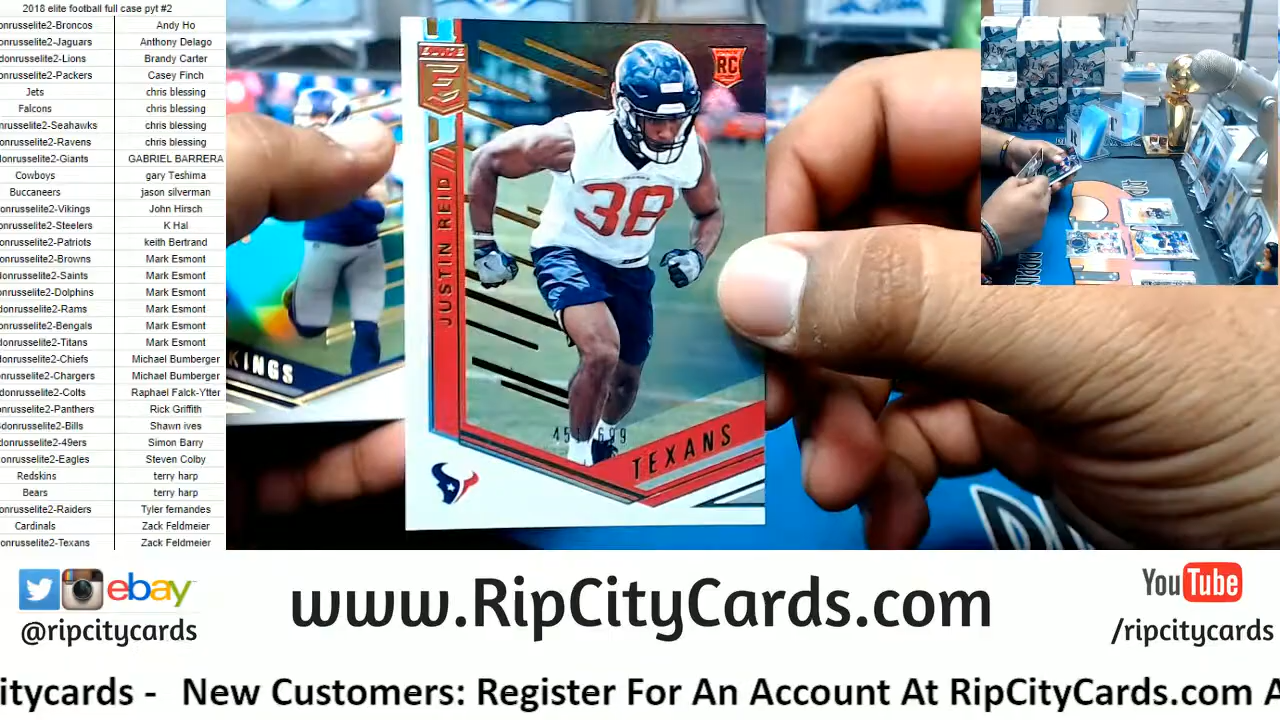 2018 elite football full case pyt #2
onrusselite2-Broncos Andy Ho
onrusselite2-Jaguars Anthony Delago
donrusselite2-Lions Brandy Carter
onrusselite2-Packers Casey Finch
Jets chris blessing
Falcons chris blessing
nrusselite2-Seahawks chris blessing
onrusselite2-Ravens chris blessing
donrusselite2-Giants GABRIEL BARRERA
Cowboys gary Teshima
Buccaneers jason silverman
onrusselite2-Vikings John Hirsch
onrusselite2-Steelers K Hal
onrusselite2-Patriots keith Bertrand
onrusselite2-Browns Mark Esmont
onrusselite2-Saints Mark Esmont
onrusselite2-Dolphins Mark Esmont
donrusselite2-Rams Mark Esmont
onrusselite2-Bengals Mark Esmont
donrusselite2-Titans Mark Esmont
onrusselite2-Chiefs Michael Bumberger
nrusselite2-Chargers Michael Bumberger
donrusselite2-Colts Raphael Falck-Ytter
nrusselite2-Panthers Rick Griffith
donrusselite2-Bills Shawn ives
donrusselite2-49ers Simon Barry
onrusselite2-Eagles Steven Colby
Redskins terry harp
Bears terry harp
onrusselite2-Raiders Tyler fernandes
Cardinals Zack Feldmeier
onrusselite2-Texans Zack Feldmeier
KINGS
ELITE
E
RC
JUSTIN REID
38
TEXANS
ebay
@ripcitycards
www.RipCityCards.com
YouTube
/ripcitycards
itycards - New Customers: Register For An Account At RipCityCards.com A